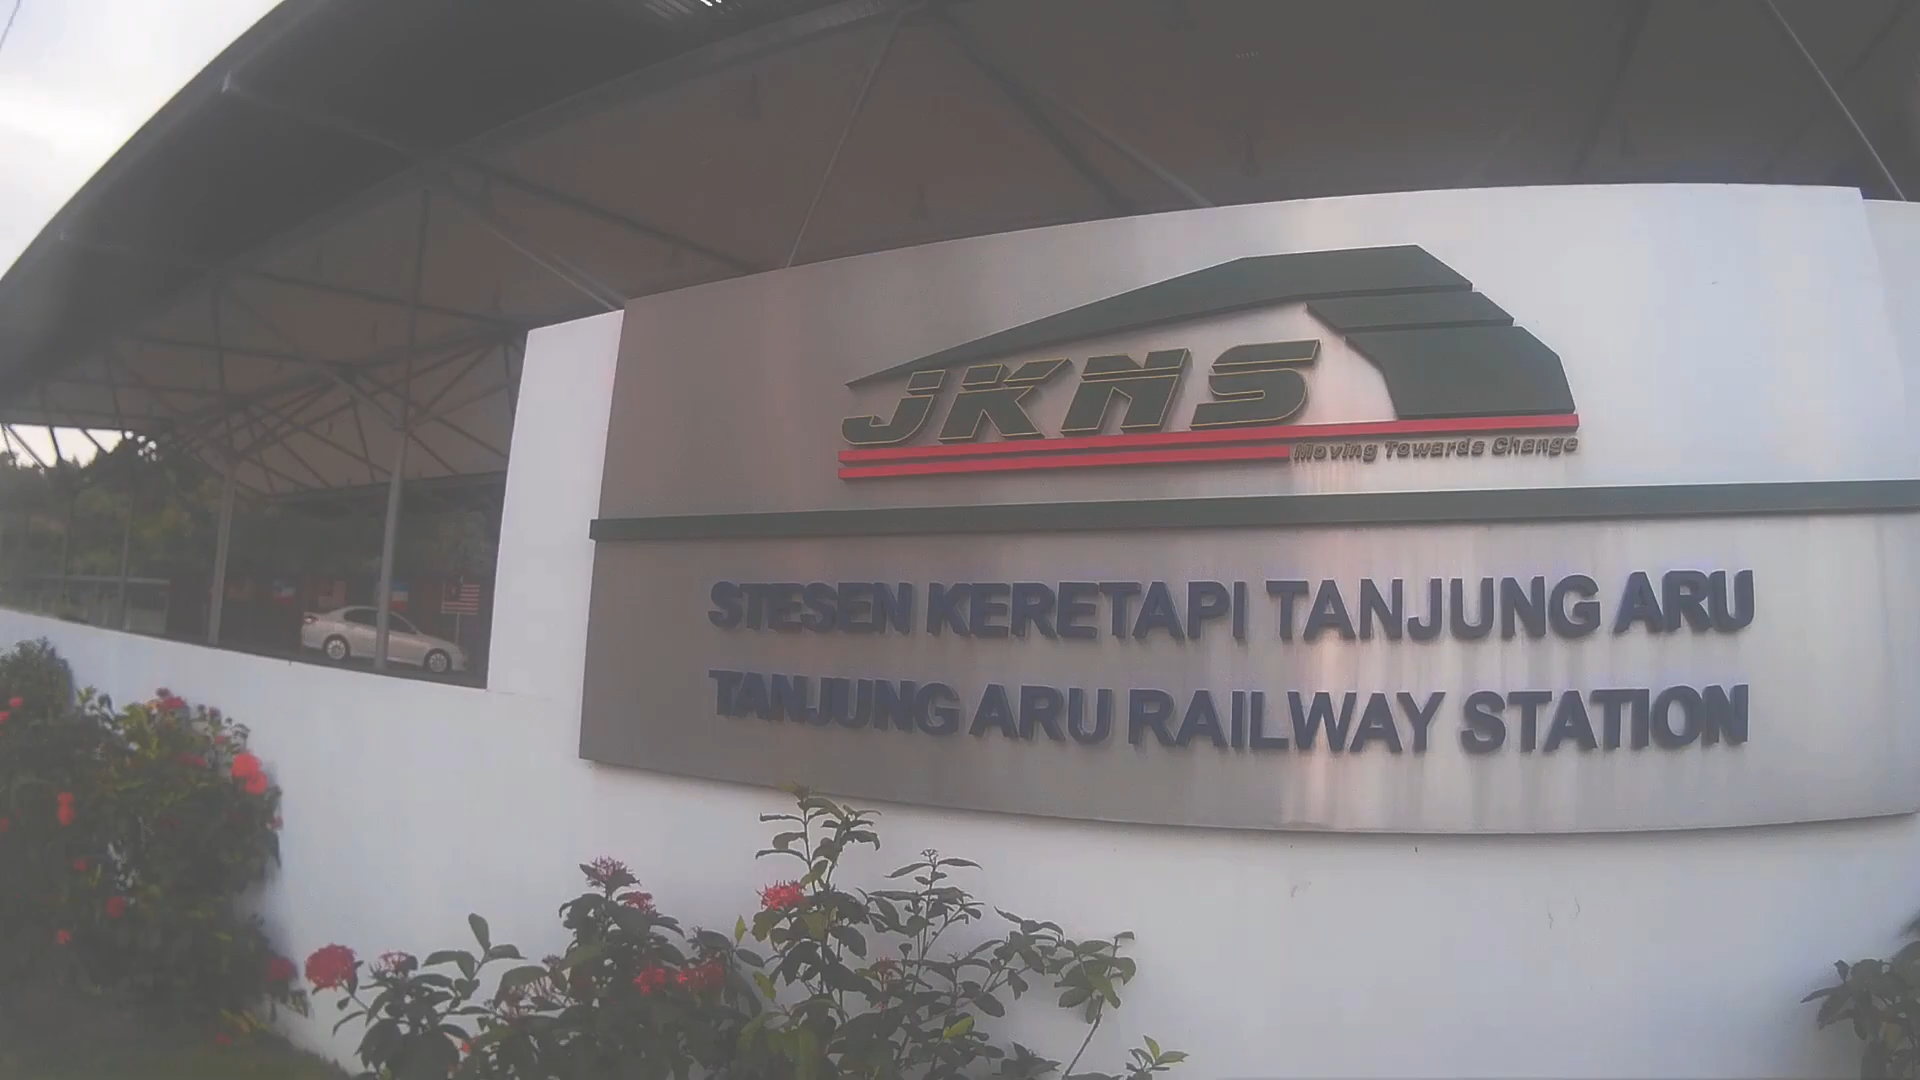 JKNS
Moving Towards Change
STESEN KERETAPI TANJUNG ARU
TANJUNG ARU RAILWAY STATION